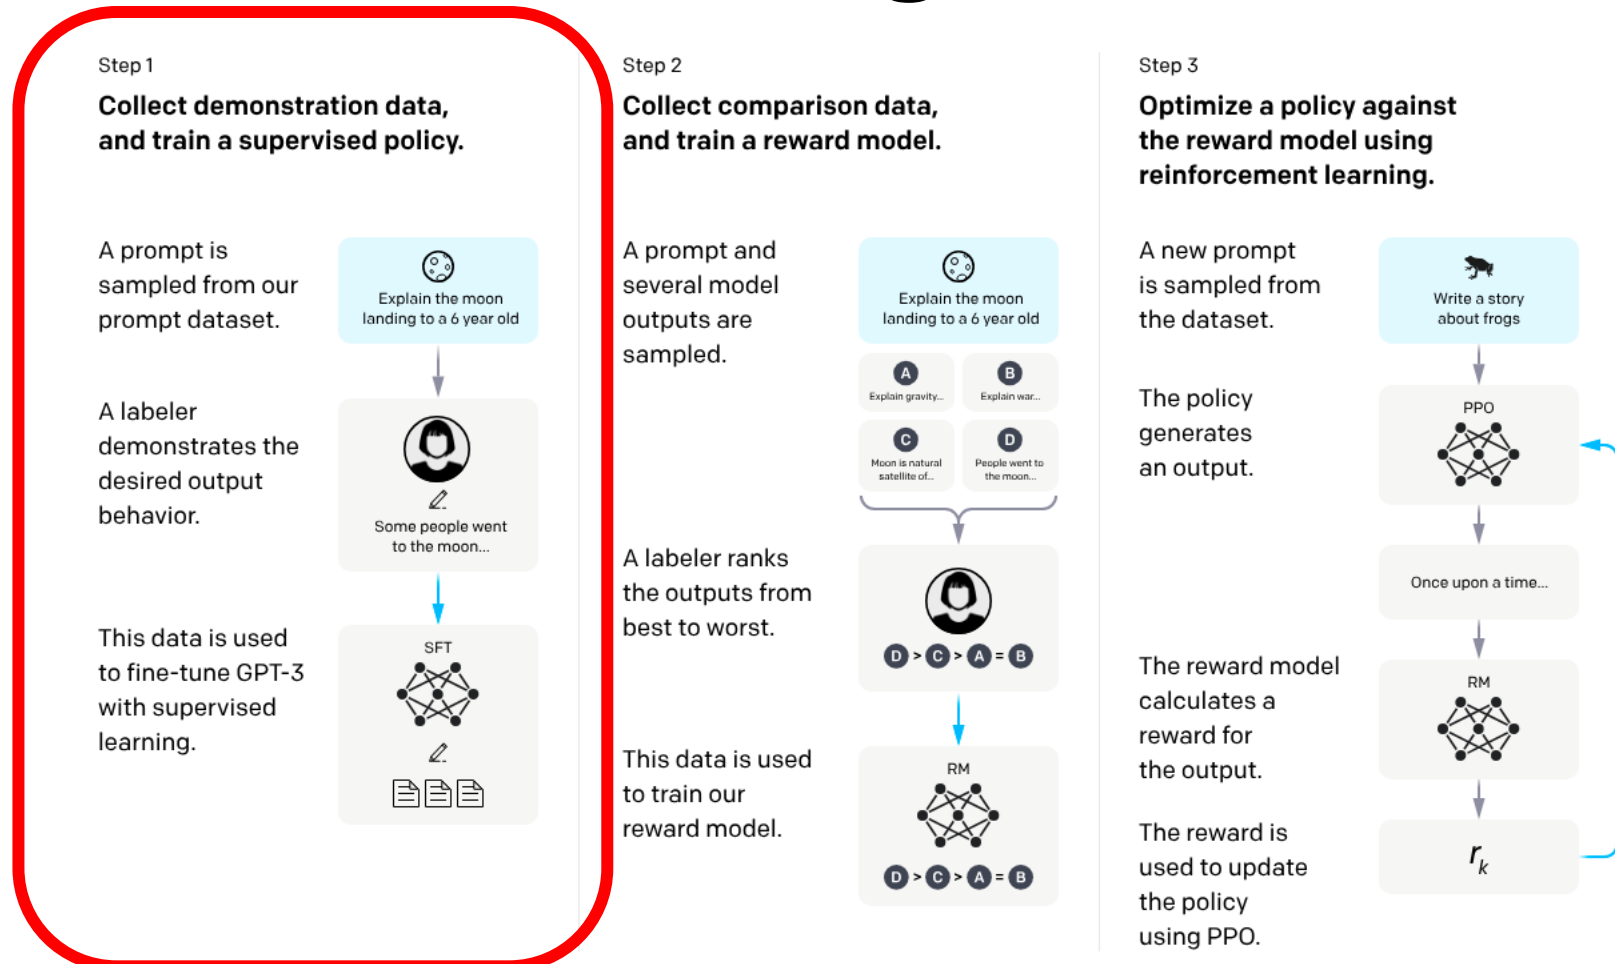 Step 1
Collect demonstration data,
and train a supervised policy.
A prompt is
sampled from our
prompt dataset.
Explain the moon
landing to a 6 year old
A labeler
demonstrates the
desired output
behavior.
Some people went
to the moon...
This data is used
to fine-tune GPT-3
with supervised
learning.
SFT
Step 2
Collect comparison data,
and train a reward model.
A prompt and
several model
outputs are
sampled.
Explain the moon
landing to a 6 year old
A
Explain gravity...
B
Explain war...
C
Moon is natural
satellite of...
D
People went to
the moon...
A labeler ranks
the outputs from
best to worst.
D > C > A = B
This data is used
to train our
reward model.
RM
D > C > A = B
Step 3
Optimize a policy against
the reward model using
reinforcement learning.
A new prompt
is sampled from
the dataset.
Write a story
about frogs
The policy
generates
an output.
PPO
Once upon a time...
The reward model
calculates a
reward for
the output.
RM
The reward is
used to update
the policy
using PPO.
r_k